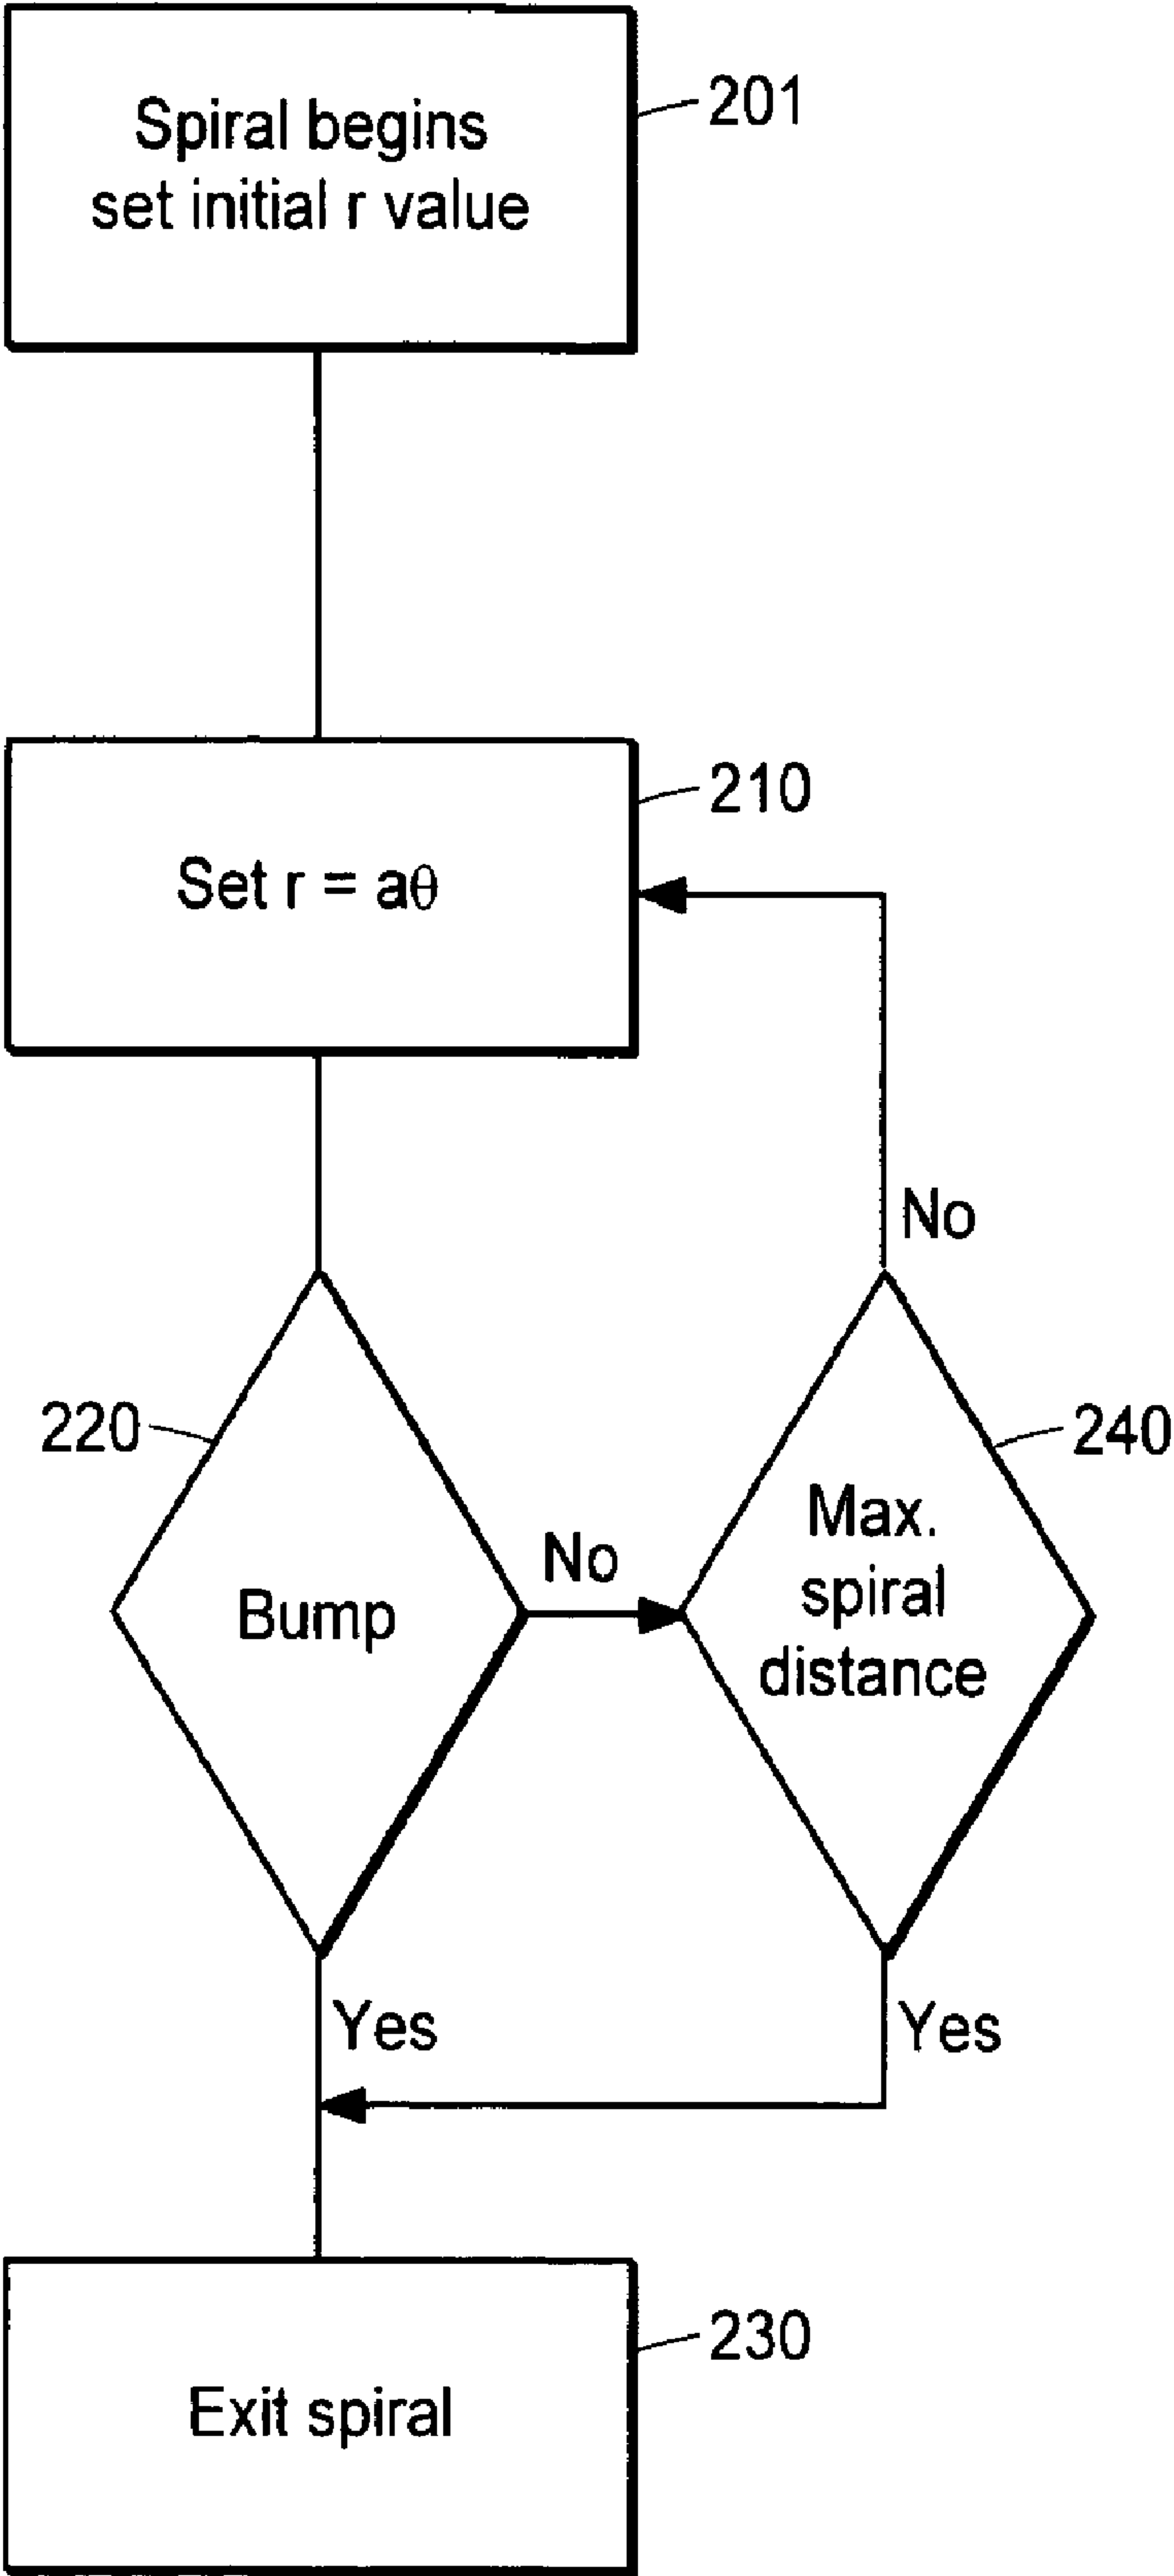 Spiral begins
set initial r value
201
210
Set r = aθ
No
220
240
Max.
spiral
distance
No
Bump
Yes
Yes
230
Exit spiral